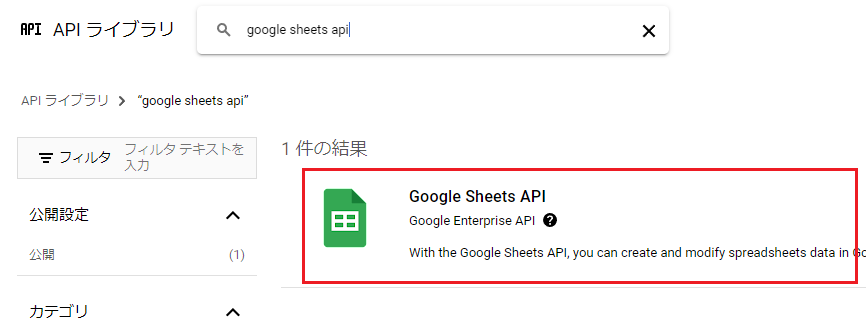 API API ライブラリ
google sheets api
API ライブラリ
“google sheets api”
フィルタ
フィルタ テキストを
入力
1 件の結果
Google Sheets API
Google Enterprise API
With the Google Sheets API, you can create and modify spreadsheets data in Go
公開設定
公開
(1)
カテゴリ